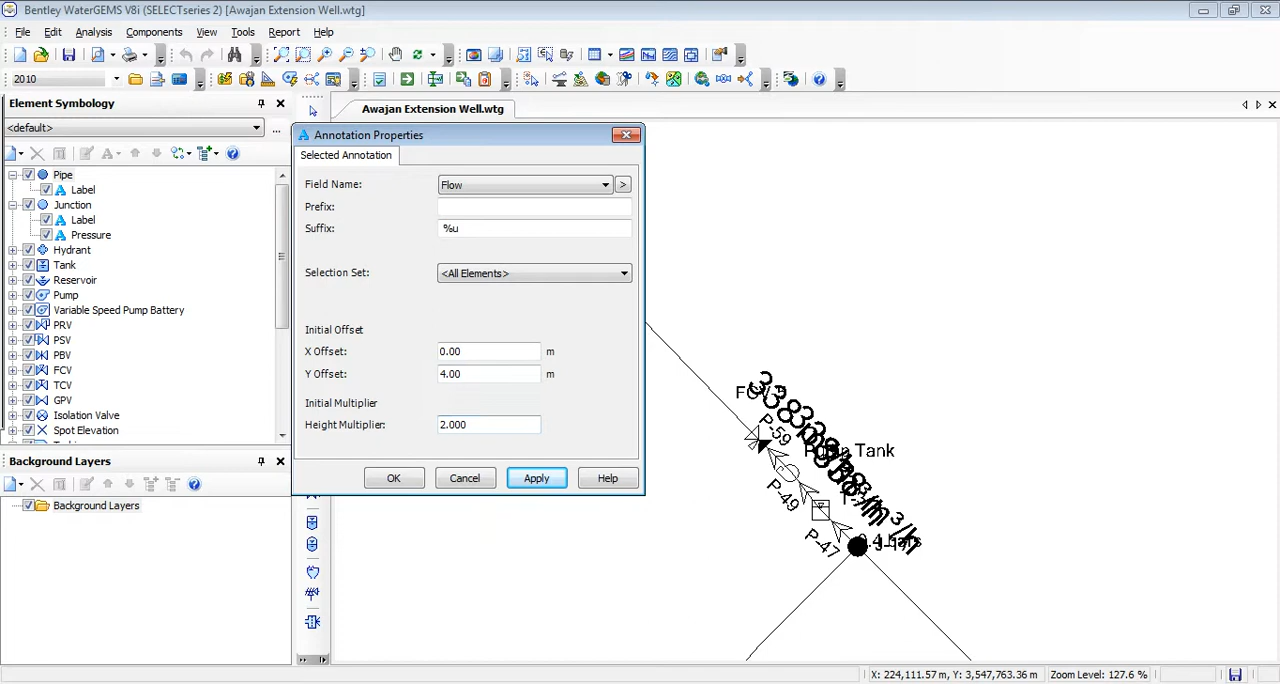 Bentley WaterGEMS V8i (SELECTseries 2) [Awajan Extension Well.wtg]
File Edit Analysis Components View Tools Report Help
2010
Element Symbology
Awajan Extension Well.wtg
<default>
...
Pipe
Label
Junction
Label
Pressure
Hydrant
Tank
Reservoir
Pump
Variable Speed Pump Battery
PRV
PSV
PBV
FCV
TCV
GPV
Isolation Valve
Spot Elevation
Background Layers
Background Layers
Annotation Properties
Selected Annotation
Field Name: Flow >
Prefix:
Suffix: %u
Selection Set: <All Elements>
Initial Offset
X Offset: 0.00 m
Y Offset: 4.00 m
Initial Multiplier
Height Multiplier: 2.000
OK Cancel Apply Help
P-59
Tank
P-49
P-47
X: 224,111.57 m, Y: 3,547,763.36 m Zoom Level: 127.6 %